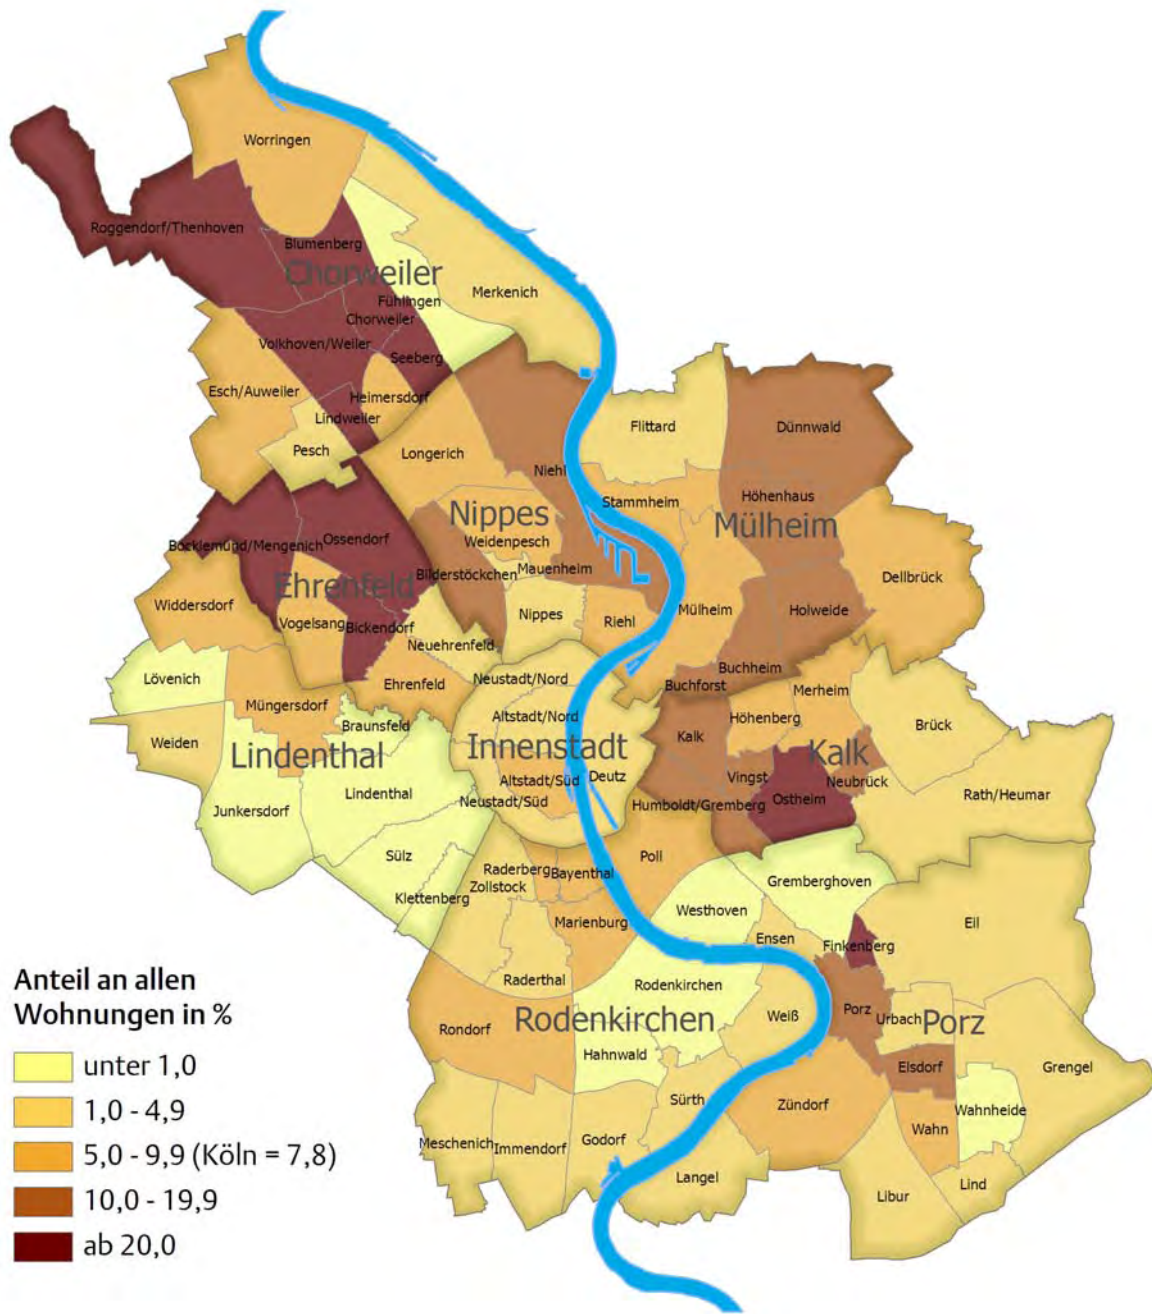 Worringen
Roggendorf/Thenhoven
Blumenberg
Chorweiler
Fühlingen
Merkenich
Chorweiler
Volkhoven/Weiler
Seeberg
Esch/Auweiler
Heimersdorf
Lindweiler
Pesch
Longerich
Flittard
Dünnwald
Niehl
Stammheim
Höhenhaus
Nippes
Mülheim
Weidenpesch
Ossendorf
Bocklemünd/Mengenich
Mauenheim
Bilderstöckchen
Dellbrück
Ehrenfeld
Widdersdorf
Nippes
Mülheim
Holweide
Vogelsang
Bickendorf
Riehl
Neuehrenfeld
Buchheim
Lövenich
Neustadt/Nord
Ehrenfeld
Buchforst
Merheim
Müngersdorf
Altstadt/Nord
Höhenberg
Braunsfeld
Brück
Weiden
Lindenthal
Innenstadt
Kalk
Kalk
Altstadt/Süd
Deutz
Vingst
Neubrück
Lindenthal
Rath/Heumar
Neustadt/Süd
Humboldt/Gremberg
Ostheim
Junkersdorf
Sülz
Poll
Raderberg
Bayenthal
Zollstock
Gremberghoven
Klettenberg
Westhoven
Marienburg
Eil
Ensen
Finkenberg
Raderthal
Rodenkirchen
Rondorf
Rodenkirchen
Weiß
Porz
Urbach
Porz
Hahnwald
Elsdorf
Grengel
Sürth
Zündorf
Wahnheide
Meschenich
Immendorf
Godorf
Wahn
Langel
Libur
Lind
Anteil an allen
Wohnungen in %
unter 1,0
1,0 - 4,9
5,0 - 9,9 (Köln = 7,8)
10,0 - 19,9
ab 20,0